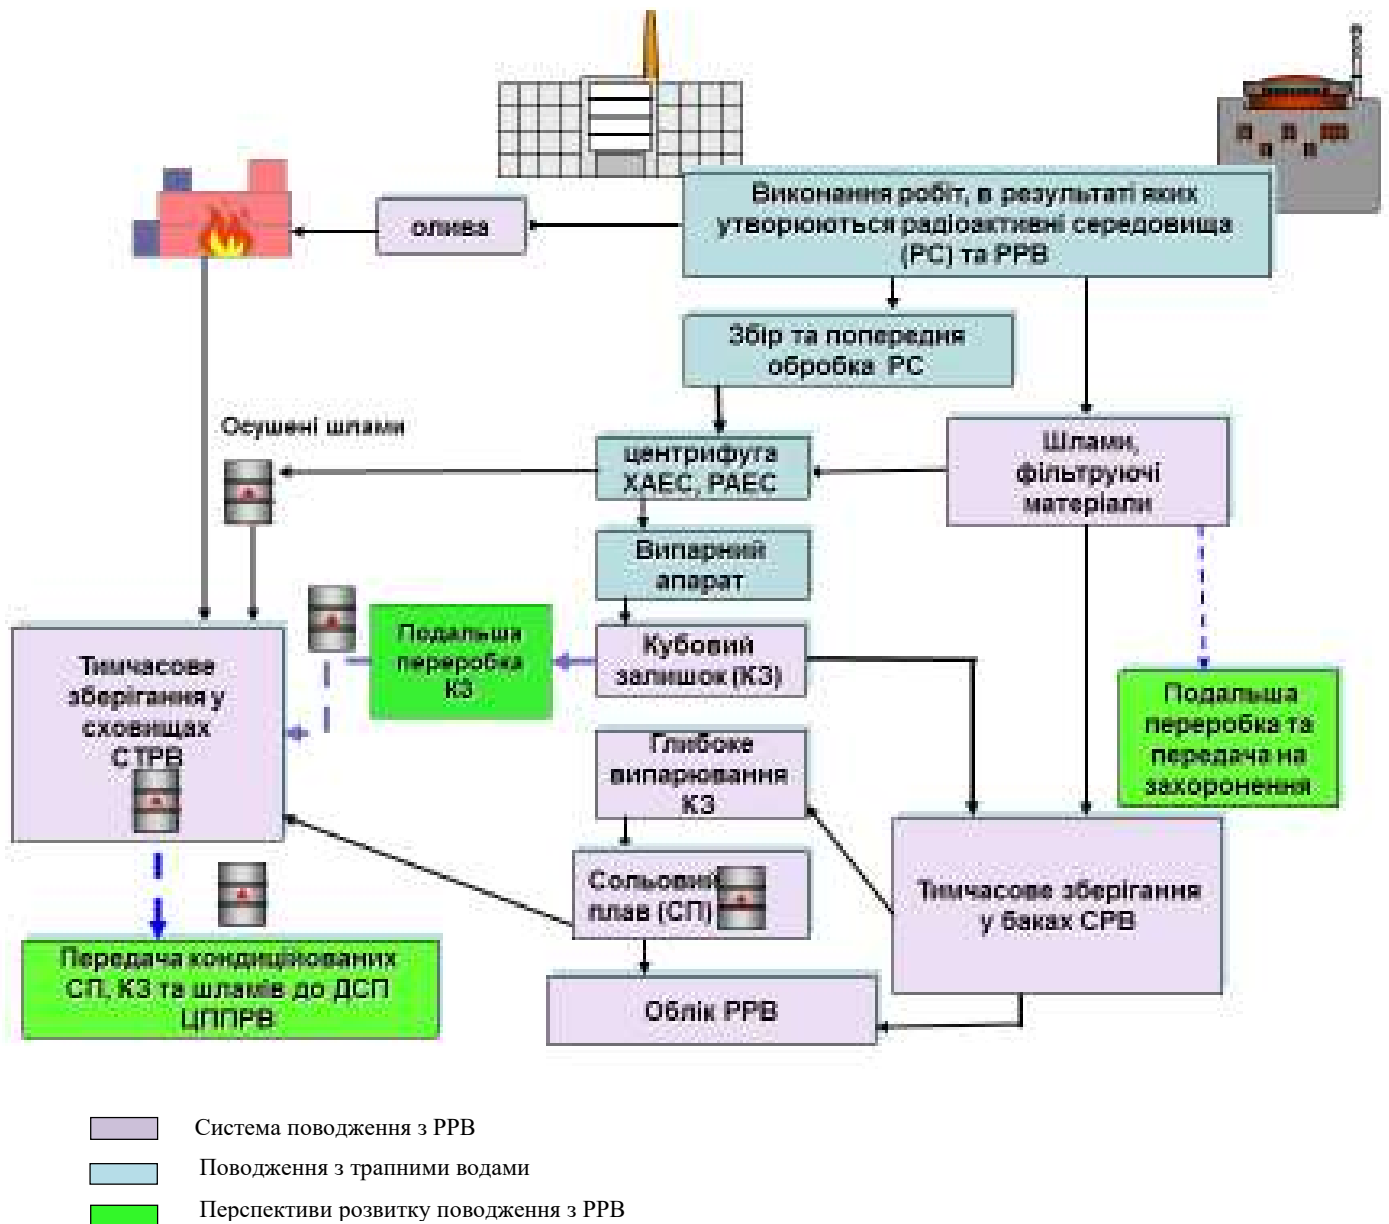 Виконання робіт, в результаті яких
утворюються радіоактивні середовища
(РС) та РРВ
олива
Збір та попередня
обробка РС
Осушені шлами
центрифуга
ХАЕС, РАЕС
Шлами,
фільтруючі
матеріали
Випарний
апарат
Подальша
переробка
КЗ
Кубовий
залишок (КЗ)
Тимчасове
зберігання у
сховищах
СТРВ
Подальша
переробка та
передача на
захоронення
Глибоке
випарювання
КЗ
Сольовий
плав (СП)
Тимчасове зберігання
у баках СРВ
Передача кондиційованих
СП, КЗ та шламів до ДСП
ЦППРВ
Облік РРВ
Система поводження з РРВ
Поводження з трапними водами
Перспективи розвитку поводження з РРВ